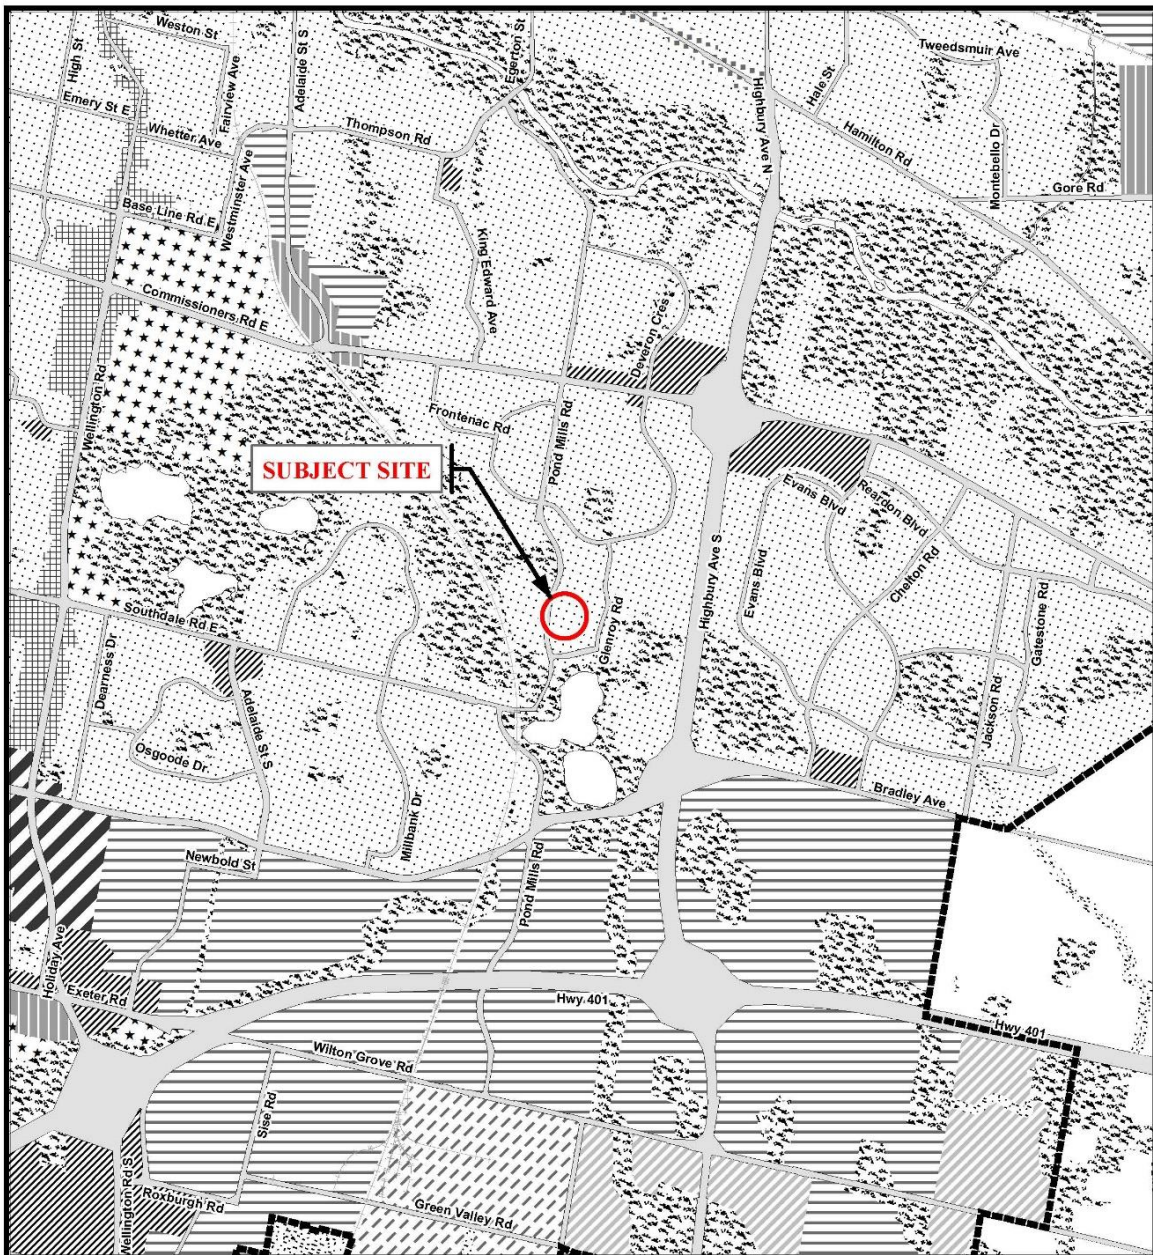 Weston St
High St
Fairview Ave
Adelaide St S
Egerton St
Tweedsmuir Ave
Hale St
Highbury Ave N
Emery St E
Whetter Ave
Thompson Rd
Hamilton Rd
Montebello Dr
Gore Rd
Westminster Ave
Base Line Rd E
King Edward Ave
Commissioners Rd E
Deveron Cres
Wellington Rd
Frontenac Rd
Pond Mills Rd
SUBJECT SITE
Evans Blvd
Reardon Blvd
Chelton Rd
Evans Blvd
Highbury Ave S
Gatestone Rd
Southdale Rd E
Glenroy Rd
Dearness Dr
Adelaide St S
Jackson Rd
Osgoode Dr
Bradley Ave
Millbank Dr
Newbold St
Pond Mills Rd
Holiday Ave
Exeter Rd
Hwy 401
Hwy 401
Wilton Grove Rd
Sise Rd
Wellington Rd S
Roxburgh Rd
Green Valley Rd